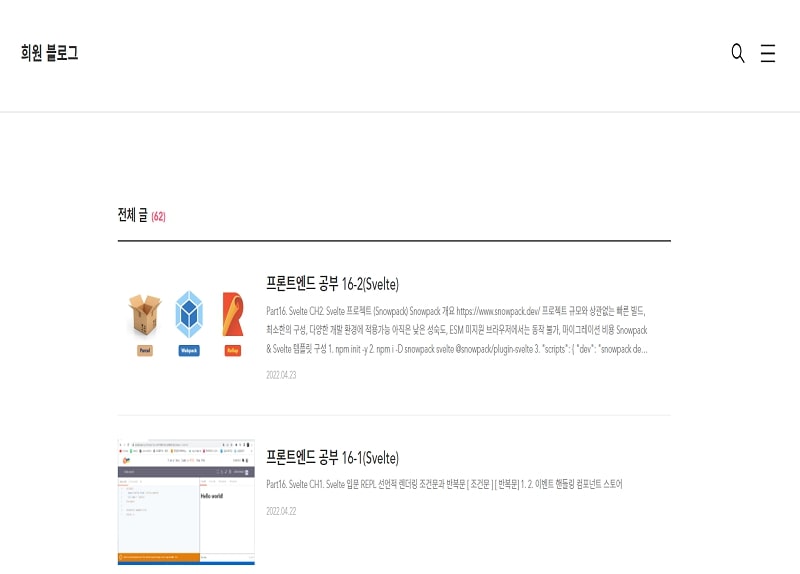 희원 블로그
전체 글 (62)
프론트엔드 공부 16-2(Svelte)
Part16. Svelte CH2. Svelte 프로젝트 (Snowpack) Snowpack 개요 https://www.snowpack.dev/ 프로젝트 규모와 상관없는 빠른 빌드,
최소한의 구성, 다양한 개발 환경에 적용가능 아직은 낮은 성숙도, ESM 미지원 브라우저에서는 동작 불가, 마이그레이션 비용 Snowpack
& Svelte 템플릿 구성 1. npm init -y 2. npm i -D snowpack svelte @snowpack/plugin-svelte 3. "scripts": { "dev": "snowpack de...
Parcel
Webpack
Rollup
2022.04.23
프론트엔드 공부 16-1(Svelte)
Part16. Svelte CH1. Svelte 입문 REPL 선언적 렌더링 조건문과 반복문 [ 조건문 ] [ 반복문] 1. 2. 이벤트 핸들링 컴포넌트 스토어
Hello world!
2022.04.22